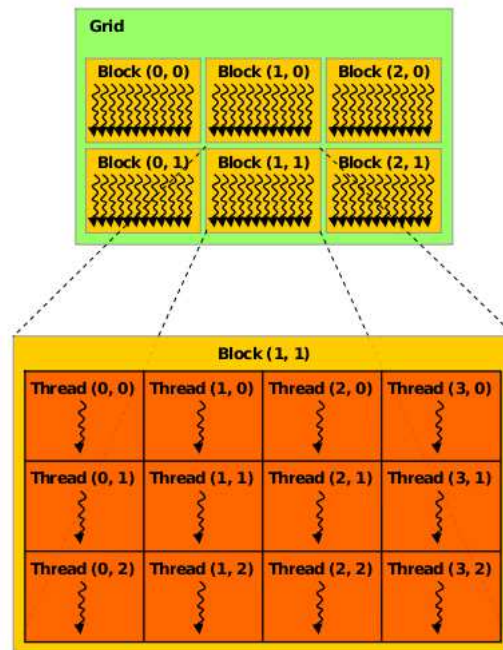 Grid
Block (0, 0) Block (1, 0) Block (2, 0)
Block (0, 1) Block (1, 1) Block (2, 1)
Block (1, 1)
Thread (0, 0) Thread (1, 0) Thread (2, 0) Thread (3, 0)
Thread (0, 1) Thread (1, 1) Thread (2, 1) Thread (3, 1)
Thread (0, 2) Thread (1, 2) Thread (2, 2) Thread (3, 2)